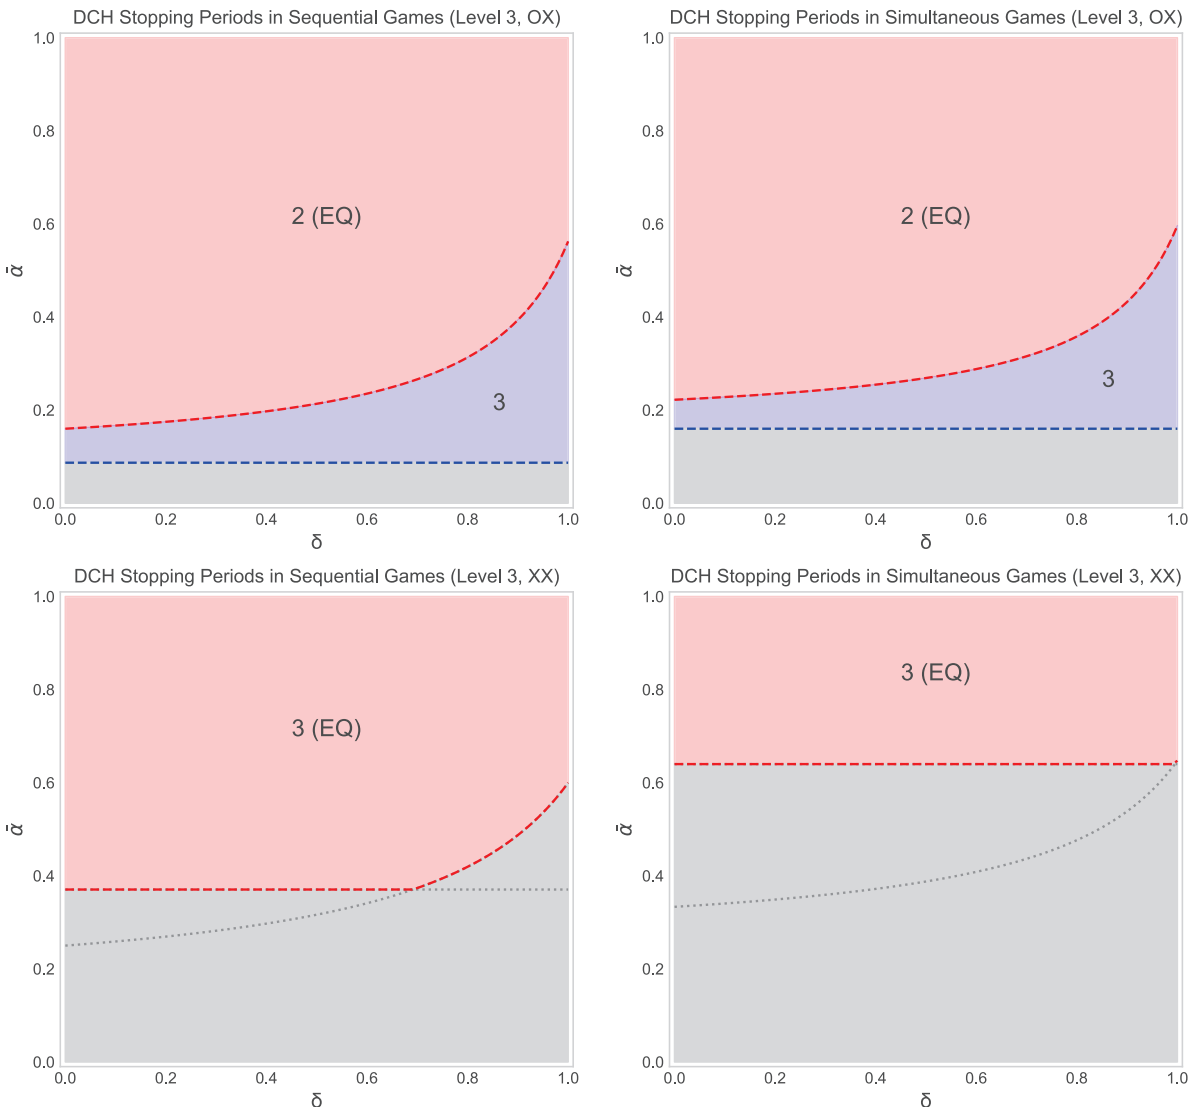 DCH Stopping Periods in Sequential Games (Level 3, OX)
1.0
0.8
0.6
0.4
0.2
0.0
ᾱ
2 (EQ)
3
0.0 0.2 0.4 0.6 0.8 1.0
δ
DCH Stopping Periods in Simultaneous Games (Level 3, OX)
1.0
0.8
0.6
0.4
0.2
0.0
ᾱ
2 (EQ)
3
0.0 0.2 0.4 0.6 0.8 1.0
δ
DCH Stopping Periods in Sequential Games (Level 3, XX)
1.0
0.8
0.6
0.4
0.2
0.0
ᾱ
3 (EQ)
0.0 0.2 0.4 0.6 0.8 1.0
δ
DCH Stopping Periods in Simultaneous Games (Level 3, XX)
1.0
0.8
0.6
0.4
0.2
0.0
ᾱ
3 (EQ)
0.0 0.2 0.4 0.6 0.8 1.0
δ